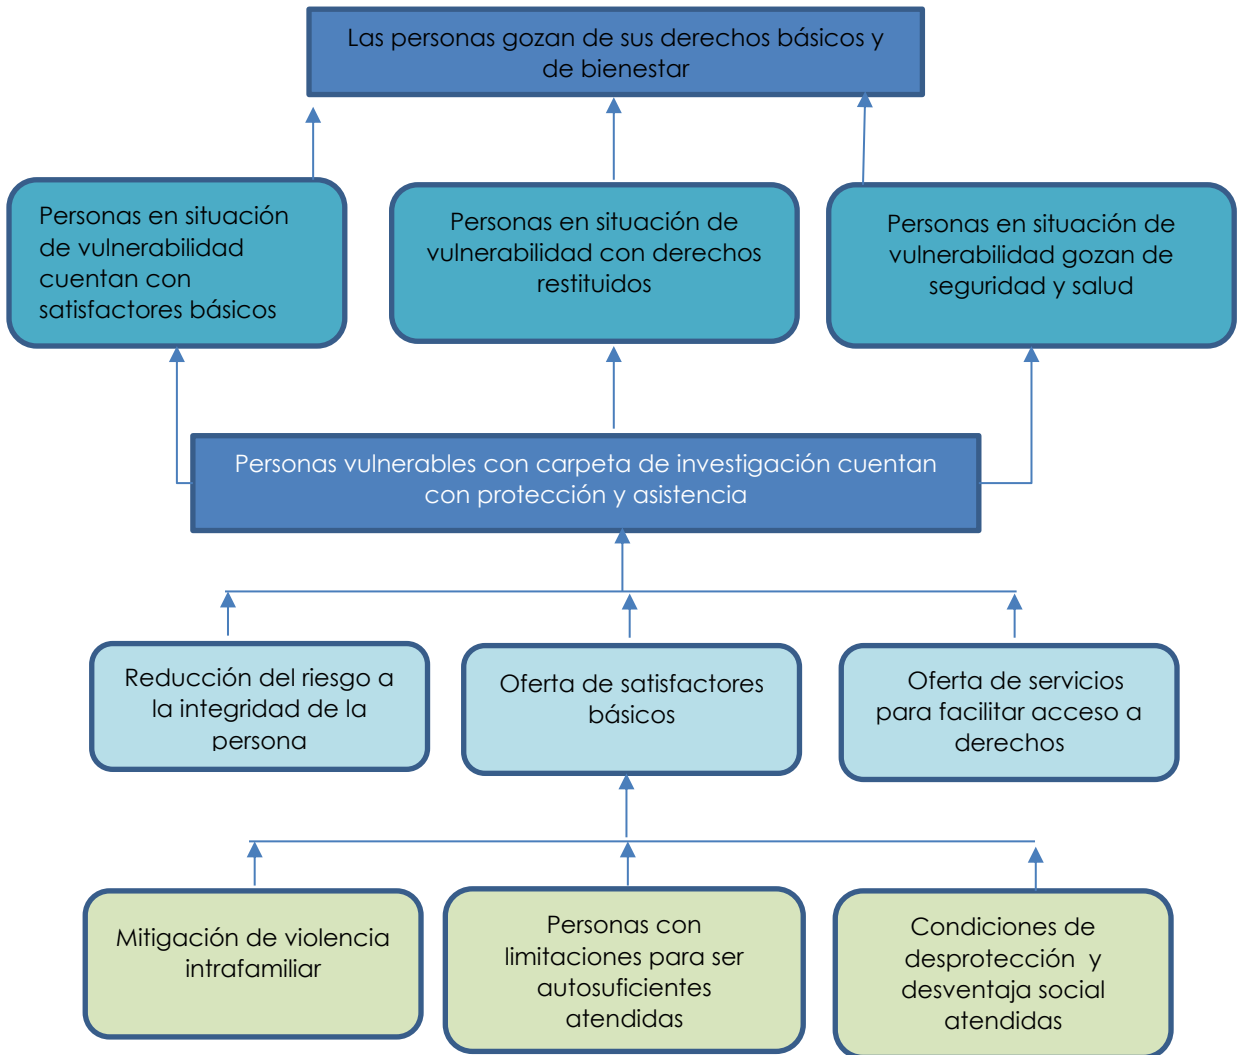 Las personas gozan de sus derechos básicos y
de bienestar
Personas en situación
de vulnerabilidad
cuentan con
satisfactores básicos
Personas en situación de
vulnerabilidad con derechos
restituidos
Personas en situación de
vulnerabilidad gozan de
seguridad y salud
Personas vulnerables con carpeta de investigación cuentan
con protección y asistencia
Reducción del riesgo a
la integridad de la
persona
Oferta de satisfactores
básicos
Oferta de servicios
para facilitar acceso a
derechos
Mitigación de violencia
intrafamiliar
Personas con
limitaciones para ser
autosuficientes
atendidas
Condiciones de
desprotección y
desventaja social
atendidas